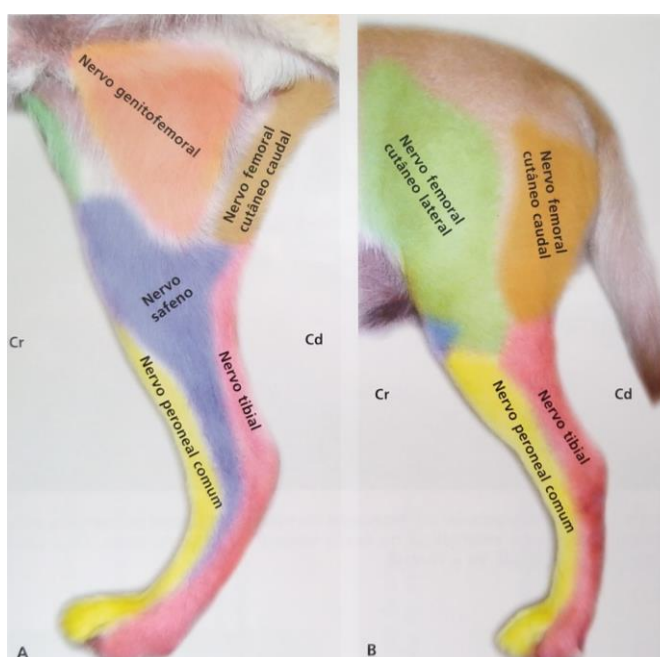 Nervo genitofemoral
Nervo femoral
cutâneo caudal
Nervo
safeno
Cr
Cd
Nervo peroneal comum
Nervo tibial
A
Nervo femoral
cutâneo lateral
Nervo femoral
cutâneo caudal
Cr
Cd
Nervo peroneal comum
Nervo tibial
B